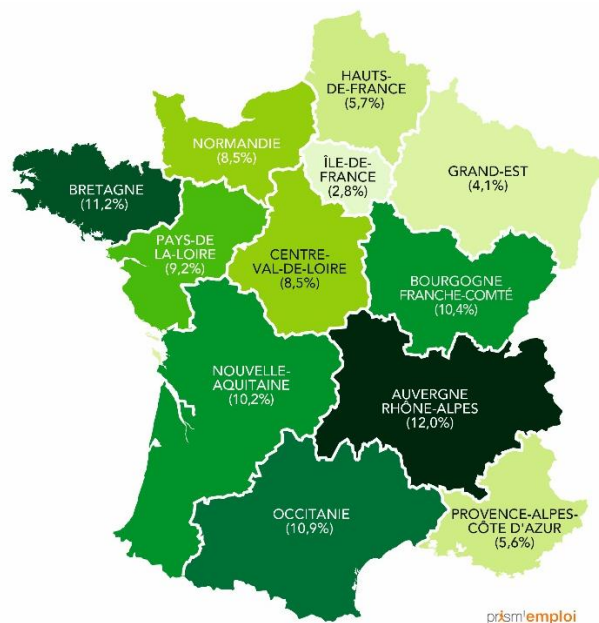 HAUTS-
DE-FRANCE
(5,7%)
NORMANDIE
(8,5%)
ÎLE-DE-
FRANCE
(2,8%)
GRAND-EST
(4,1%)
BRETAGNE
(11,2%)
PAYS-DE
LA-LOIRE
(9,2%)
CENTRE-
VAL-DE-LOIRE
(8,5%)
BOURGOGNE
FRANCHE-COMTÉ
(10,4%)
NOUVELLE-
AQUITAINE
(10,2%)
AUVERGNE
RHÔNE-ALPES
(12,0%)
OCCITANIE
(10,9%)
PROVENCE-ALPES-
CÔTE D'AZUR
(5,6%)
prism'emploi